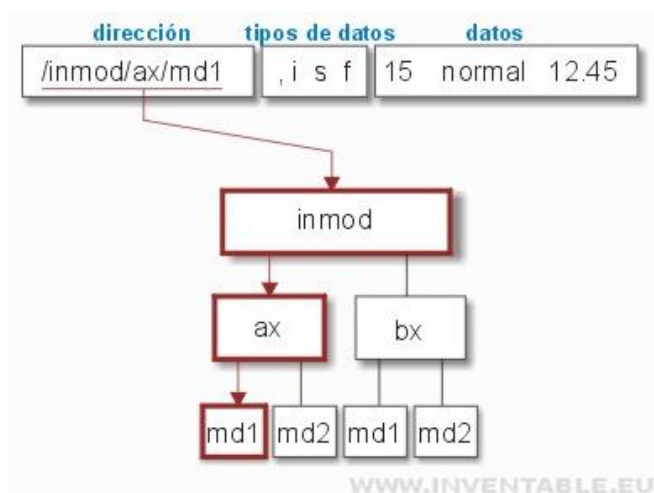 dirección tipos de datos datos
/inmod/ax/md1 , i s f 15 normal 12.45
inmod
ax bx
md1 md2 md1 md2
WWW.INVENTABLE.EU